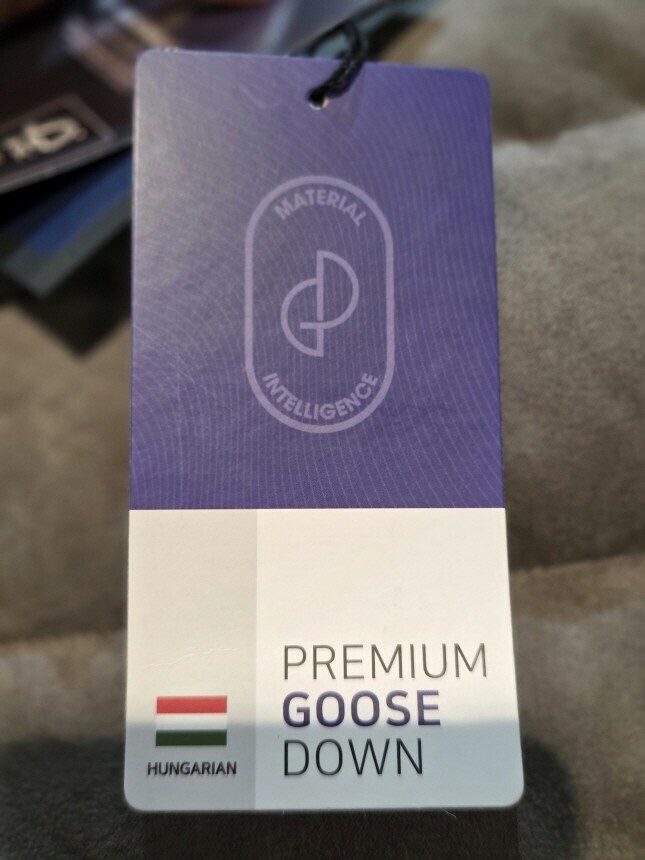 MATERIAL
INTELLIGENCE
PREMIUM
GOOSE
DOWN
HUNGARIAN